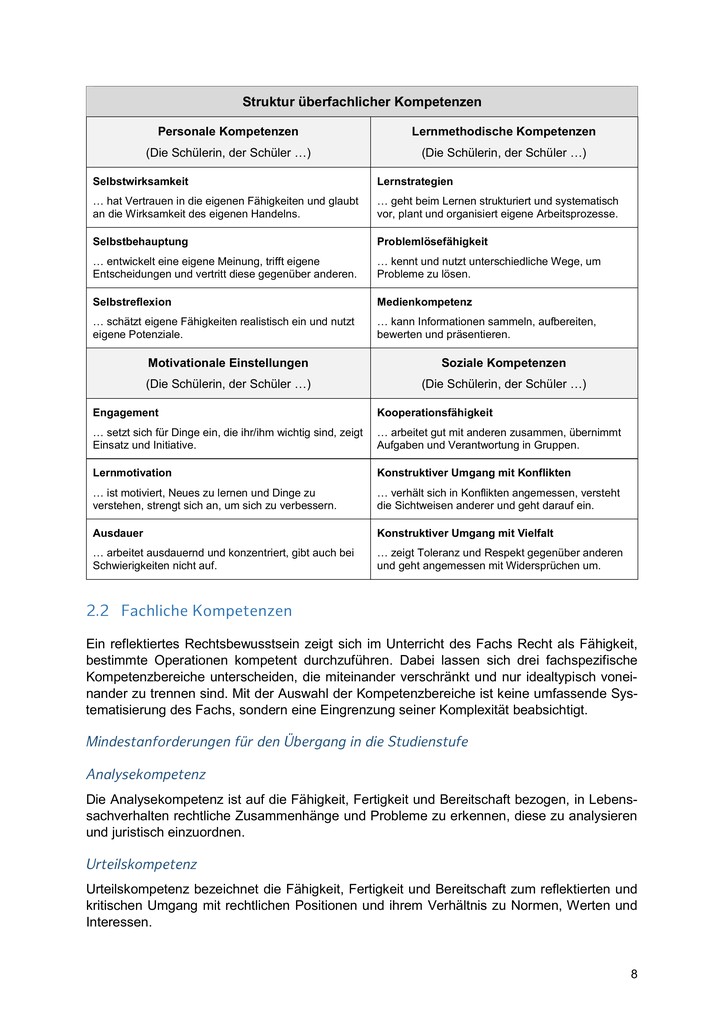 Struktur überfachlicher Kompetenzen
Personale Kompetenzen
(Die Schülerin, der Schüler …)
Lernmethodische Kompetenzen
(Die Schülerin, der Schüler …)
Selbstwirksamkeit
… hat Vertrauen in die eigenen Fähigkeiten und glaubt
an die Wirksamkeit des eigenen Handelns.
Lernstrategien
… geht beim Lernen strukturiert und systematisch
vor, plant und organisiert eigene Arbeitsprozesse.
Selbstbehauptung
… entwickelt eine eigene Meinung, trifft eigene
Entscheidungen und vertritt diese gegenüber anderen.
Problemlösefähigkeit
… kennt und nutzt unterschiedliche Wege, um
Probleme zu lösen.
Selbstreflexion
… schätzt eigene Fähigkeiten realistisch ein und nutzt
eigene Potenziale.
Medienkompetenz
… kann Informationen sammeln, aufbereiten,
bewerten und präsentieren.
Motivationale Einstellungen
(Die Schülerin, der Schüler …)
Soziale Kompetenzen
(Die Schülerin, der Schüler …)
Engagement
… setzt sich für Dinge ein, die ihr/ihm wichtig sind, zeigt
Einsatz und Initiative.
Kooperationsfähigkeit
… arbeitet gut mit anderen zusammen, übernimmt
Aufgaben und Verantwortung in Gruppen.
Lernmotivation
… ist motiviert, Neues zu lernen und Dinge zu
verstehen, strengt sich an, um sich zu verbessern.
Konstruktiver Umgang mit Konflikten
… verhält sich in Konflikten angemessen, versteht
die Sichtweisen anderer und geht darauf ein.
Ausdauer
… arbeitet ausdauernd und konzentriert, gibt auch bei
Schwierigkeiten nicht auf.
Konstruktiver Umgang mit Vielfalt
… zeigt Toleranz und Respekt gegenüber anderen
und geht angemessen mit Widersprüchen um.
2.2 Fachliche Kompetenzen
Ein reflektiertes Rechtsbewusstsein zeigt sich im Unterricht des Fachs Recht als Fähigkeit,
bestimmte Operationen kompetent durchzuführen. Dabei lassen sich drei fachspezifische
Kompetenzbereiche unterscheiden, die miteinander verschränkt und nur idealtypisch vonei-
nander zu trennen sind. Mit der Auswahl der Kompetenzbereiche ist keine umfassende Sys-
tematisierung des Fachs, sondern eine Eingrenzung seiner Komplexität beabsichtigt.
Mindestanforderungen für den Übergang in die Studienstufe
Analysekompetenz
Die Analysekompetenz ist auf die Fähigkeit, Fertigkeit und Bereitschaft bezogen, in Lebens-
sachverhalten rechtliche Zusammenhänge und Probleme zu erkennen, diese zu analysieren
und juristisch einzuordnen.
Urteilskompetenz
Urteilskompetenz bezeichnet die Fähigkeit, Fertigkeit und Bereitschaft zum reflektierten und
kritischen Umgang mit rechtlichen Positionen und ihrem Verhältnis zu Normen, Werten und
Interessen.
8